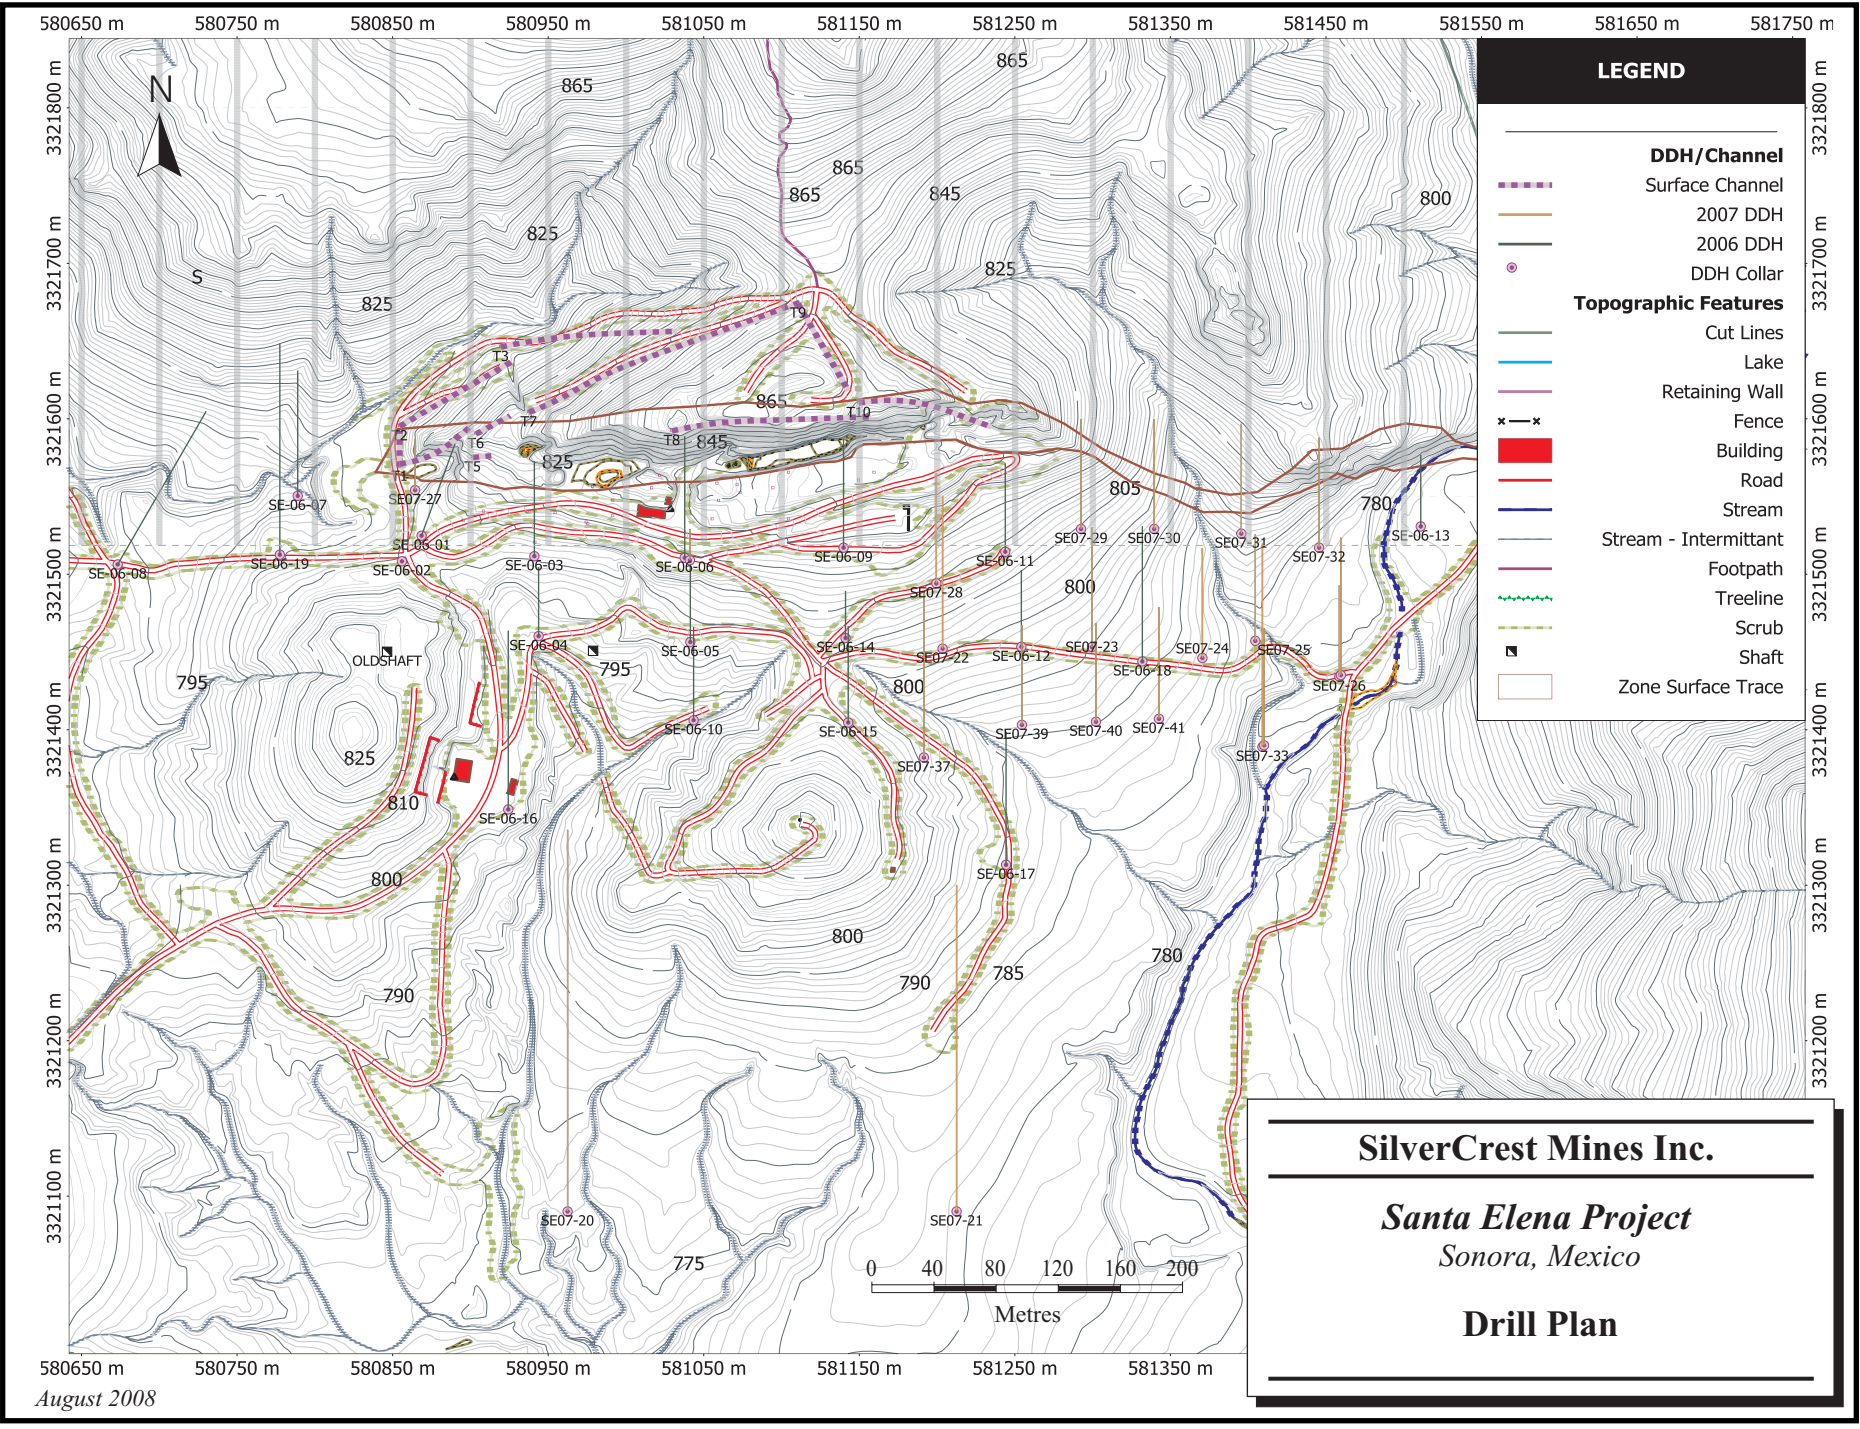 580650 m 580750 m 580850 m 580950 m 581050 m 581150 m 581250 m 581350 m 581450 m 581550 m 581650 m 581750 m
3321800 m
3321700 m
3321600 m
3321500 m
3321400 m
3321300 m
3321200 m
3321100 m
N
S
865
865
865
865
845
800
825
825
825
T9
T3
865
T10
T2
T7
T6
T8
845
T5
T1
825
SE07-27
SE-06-07
805
780
SE-06-01
SE07-29
SE07-30
SE07-31
SE07-32
SE-06-13
SE-06-08
SE-06-19
SE-06-02
SE-06-03
SE-06-06
SE-06-09
SE-06-11
SE07-28
800
OLDSHAFT
SE-06-04
SE-06-05
SE-06-14
SE07-22
SE-06-12
SE07-23
SE-06-18
SE07-24
SE07-25
SE07-26
795
795
800
SE-06-10
SE-06-15
SE07-39
SE07-40
SE07-41
825
SE07-37
SE07-33
810
SE-06-16
800
SE-06-17
800
780
790
790
785
SE07-20
SE07-21
775
0 40 80 120 160 200
Metres
LEGEND
DDH/Channel
Surface Channel
2007 DDH
2006 DDH
DDH Collar
Topographic Features
Cut Lines
Lake
Retaining Wall
Fence
Building
Road
Stream
Stream - Intermittant
Footpath
Treeline
Scrub
Shaft
Zone Surface Trace
3321800 m
3321700 m
3321600 m
3321500 m
3321400 m
3321300 m
3321200 m
SilverCrest Mines Inc.
Santa Elena Project
Sonora, Mexico
Drill Plan
580650 m 580750 m 580850 m 580950 m 581050 m 581150 m 581250 m 581350 m
August 2008